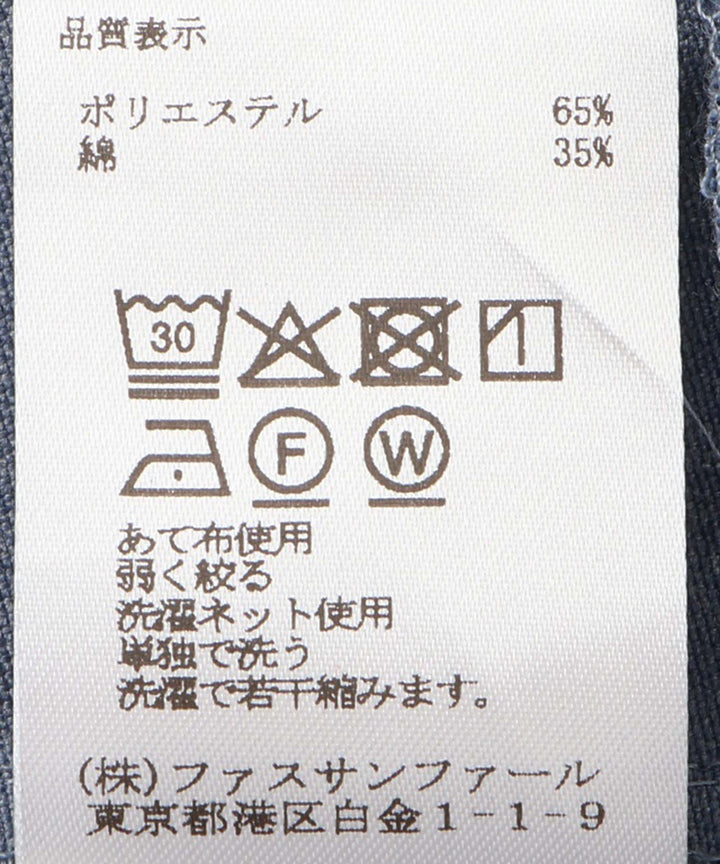 品質表示
ポリエステル 65%
綿 35%
30
F W
あて布使用
弱く絞る
洗濯ネット使用
単独で洗う
洗濯で若干縮みます。
(株)ファスサンファール
東京都港区白金1-1-9